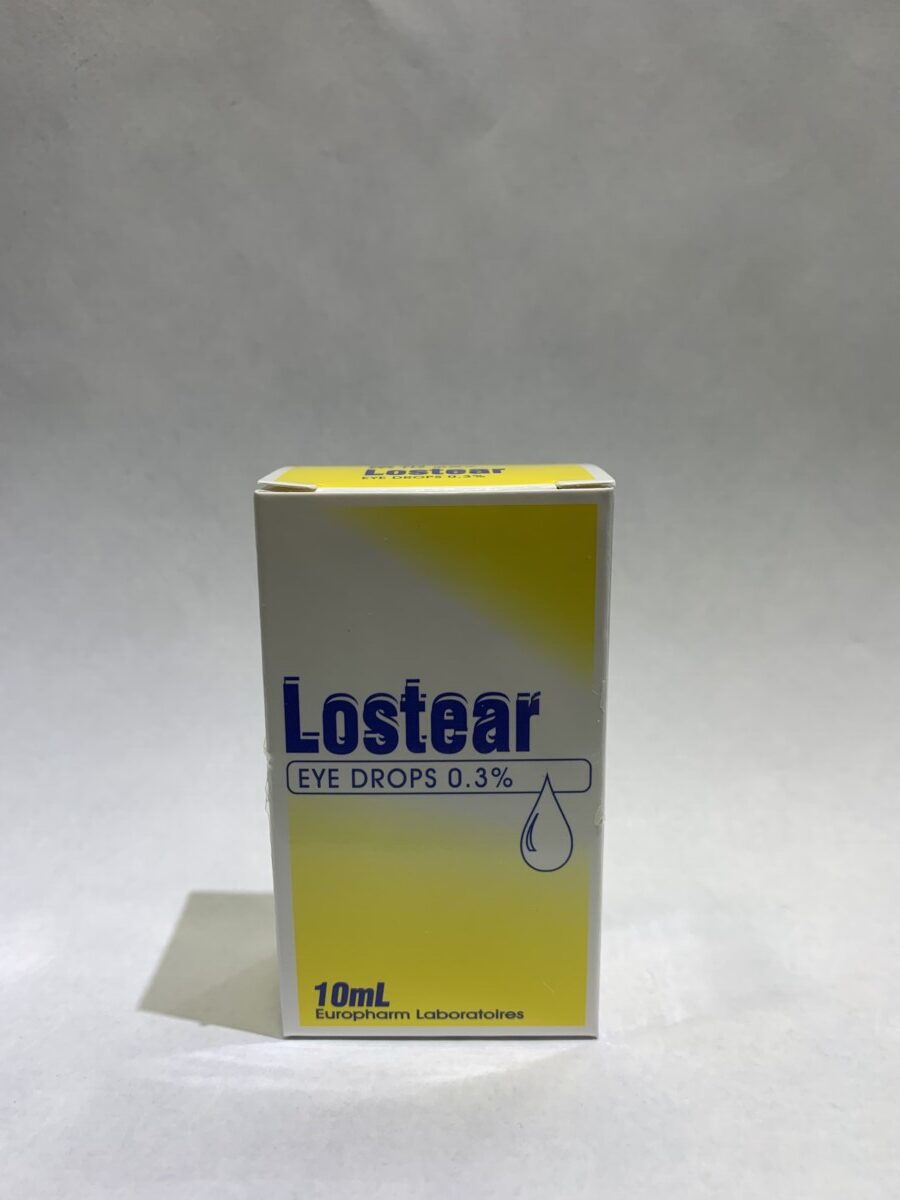 Lostear
EYE DROPS 0.3%
Lostear
EYE DROPS 0.3%
10mL
Europharm Laboratoires